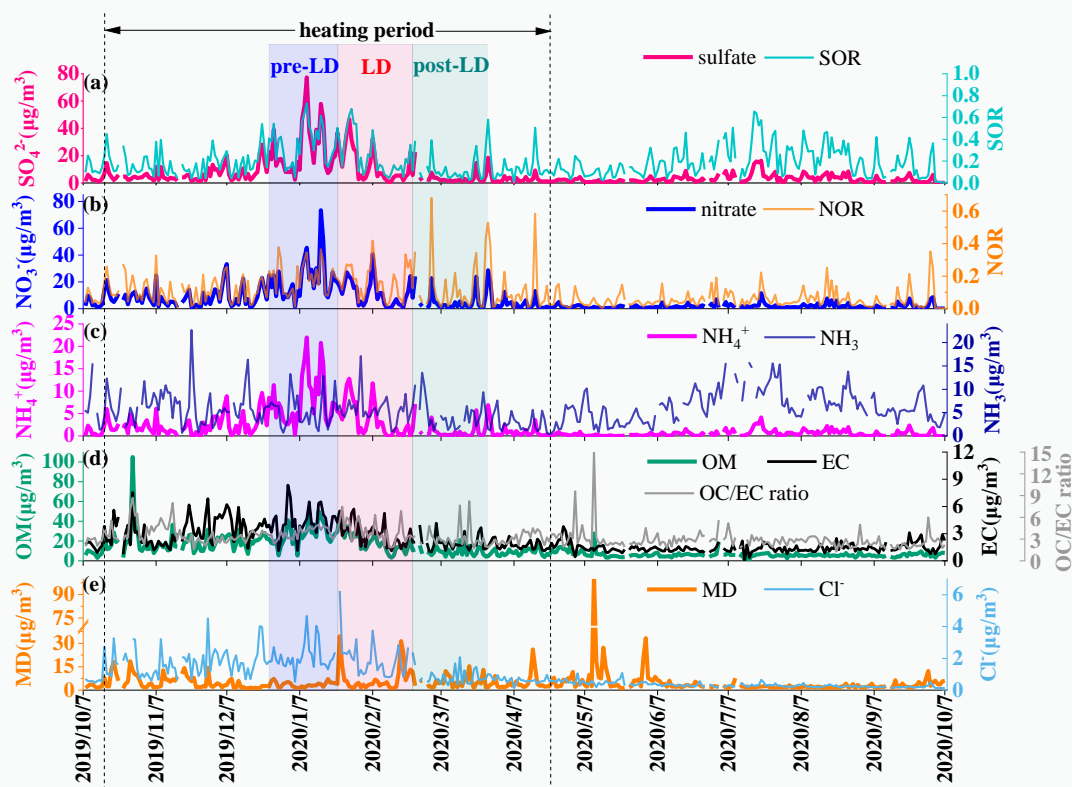 heating period
pre-LD LD post-LD
sulfate SOR
(a)
SO₄²⁻(μg/m³)
80
60
40
20
0
1.0
0.8
0.6
0.4
0.2
0.0
SOR
(b)
nitrate NOR
NO₃⁻(μg/m³)
80
60
40
20
0
0.6
0.4
0.2
0.0
NOR
(c)
NH₄⁺ NH₃
NH₄⁺(μg/m³)
25
20
15
10
5
0
20
15
10
5
0
NH₃(μg/m³)
(d)
OM EC
OC/EC ratio
OM(μg/m³)
100
80
60
40
20
0
12
9
6
3
0
EC(μg/m³)
15
12
9
6
3
0
OC/EC ratio
(e)
MD Cl⁻
MD(μg/m³)
90
75
30
15
0
6
4
2
0
Cl⁻(μg/m³)
2019/10/7
2019/11/7
2019/12/7
2020/1/7
2020/2/7
2020/3/7
2020/4/7
2020/5/7
2020/6/7
2020/7/7
2020/8/7
2020/9/7
2020/10/7